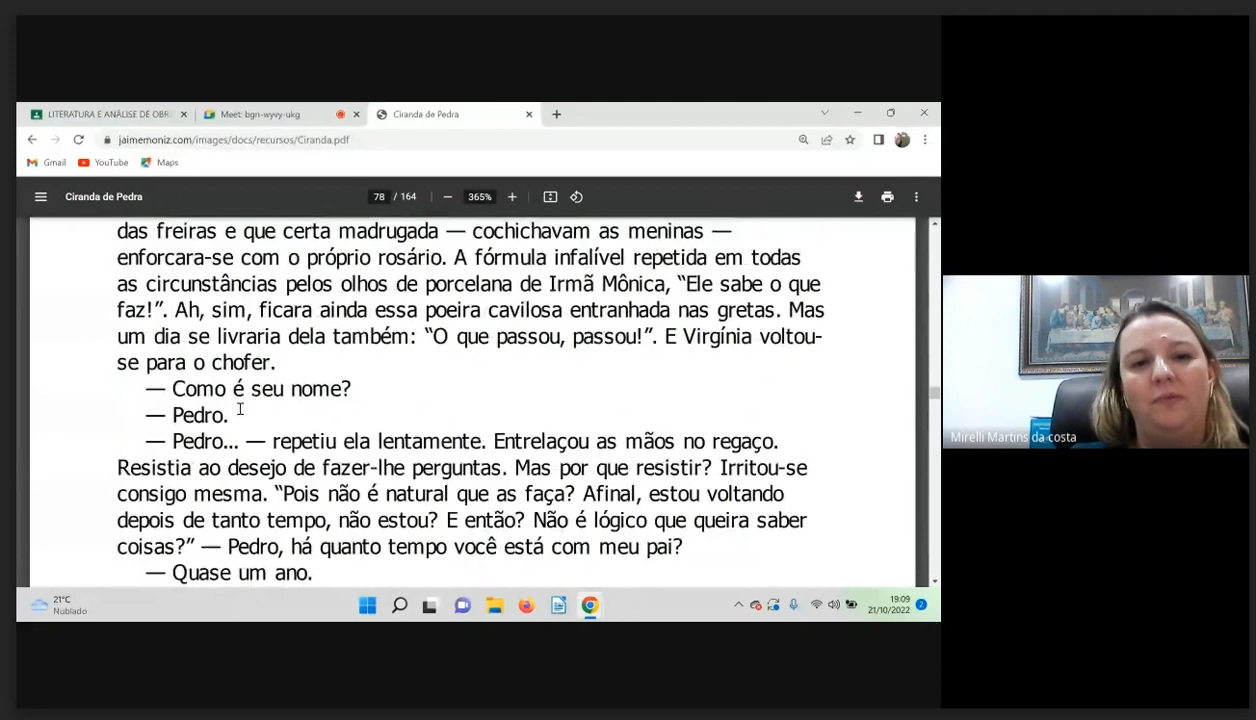 LITERATURA E ANÁLISE DE OBR
Meet: bgn-wyvy-ukg
Ciranda de Pedra
jaimemoniz.com/images/docs/recursos/Ciranda.pdf
Gmail
YouTube
Maps
Ciranda de Pedra
78 / 164
365%
das freiras e que certa madrugada — cochichavam as meninas —
enforcara-se com o próprio rosário. A fórmula infalível repetida em todas
as circunstâncias pelos olhos de porcelana de Irmã Mônica, “Ele sabe o que
faz!”. Ah, sim, ficara ainda essa poeira cavilosa entranhada nas gretas. Mas
um dia se livraria dela também: “O que passou, passou!”. E Virgínia voltou-
se para o chofer.
— Como é seu nome?
— Pedro.
— Pedro... — repetiu ela lentamente. Entrelaçou as mãos no regaço.
Resistia ao desejo de fazer-lhe perguntas. Mas por que resistir? Irritou-se
consigo mesma. “Pois não é natural que as faça? Afinal, estou voltando
depois de tanto tempo, não estou? E então? Não é lógico que queira saber
coisas?” — Pedro, há quanto tempo você está com meu pai?
— Quase um ano.
Mirelli Martins da costa
21°C
Nublado
19:09
21/10/2022
2